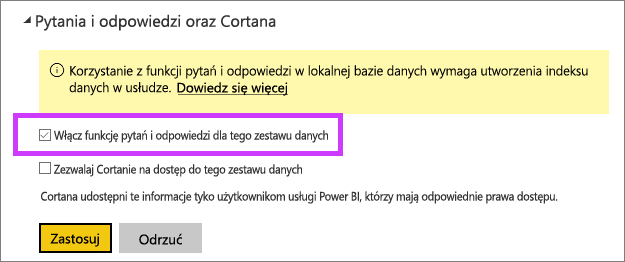 Pytania i odpowiedzi oraz Cortana
Korzystanie z funkcji pytań i odpowiedzi w lokalnej bazie danych wymaga utworzenia indeksu
danych w usłudze. Dowiedz się więcej
Włącz funkcję pytań i odpowiedzi dla tego zestawu danych
Zezwalaj Cortanie na dostęp do tego zestawu danych
Cortana udostępni te informacje tyko użytkownikom usługi Power BI, którzy mają odpowiednie prawa dostępu.
Zastosuj
Odrzuć